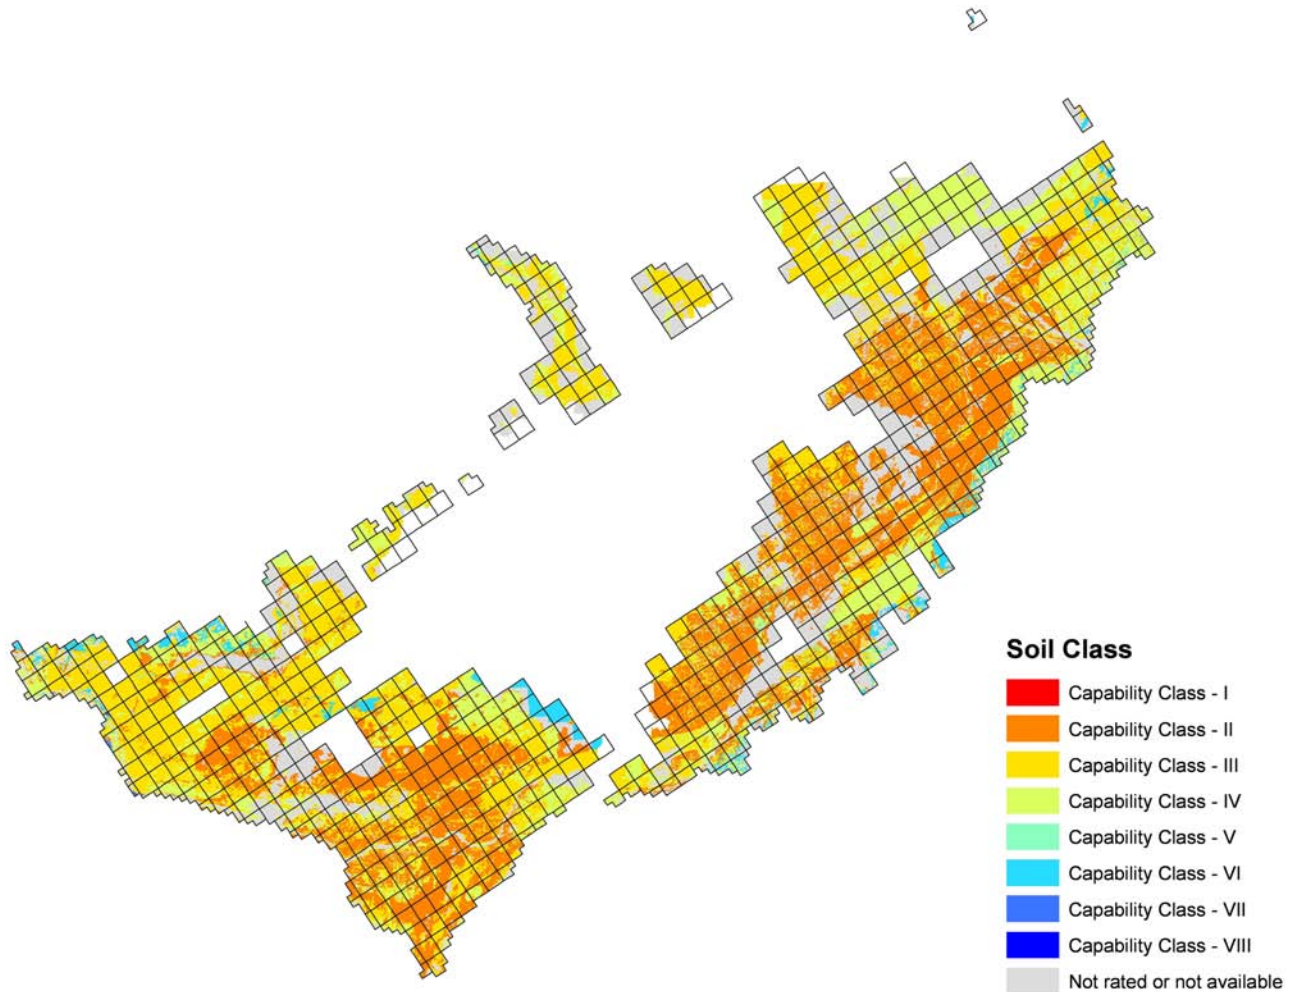 Soil Class
Capability Class - I
Capability Class - II
Capability Class - III
Capability Class - IV
Capability Class - V
Capability Class - VI
Capability Class - VII
Capability Class - VIII
Not rated or not available